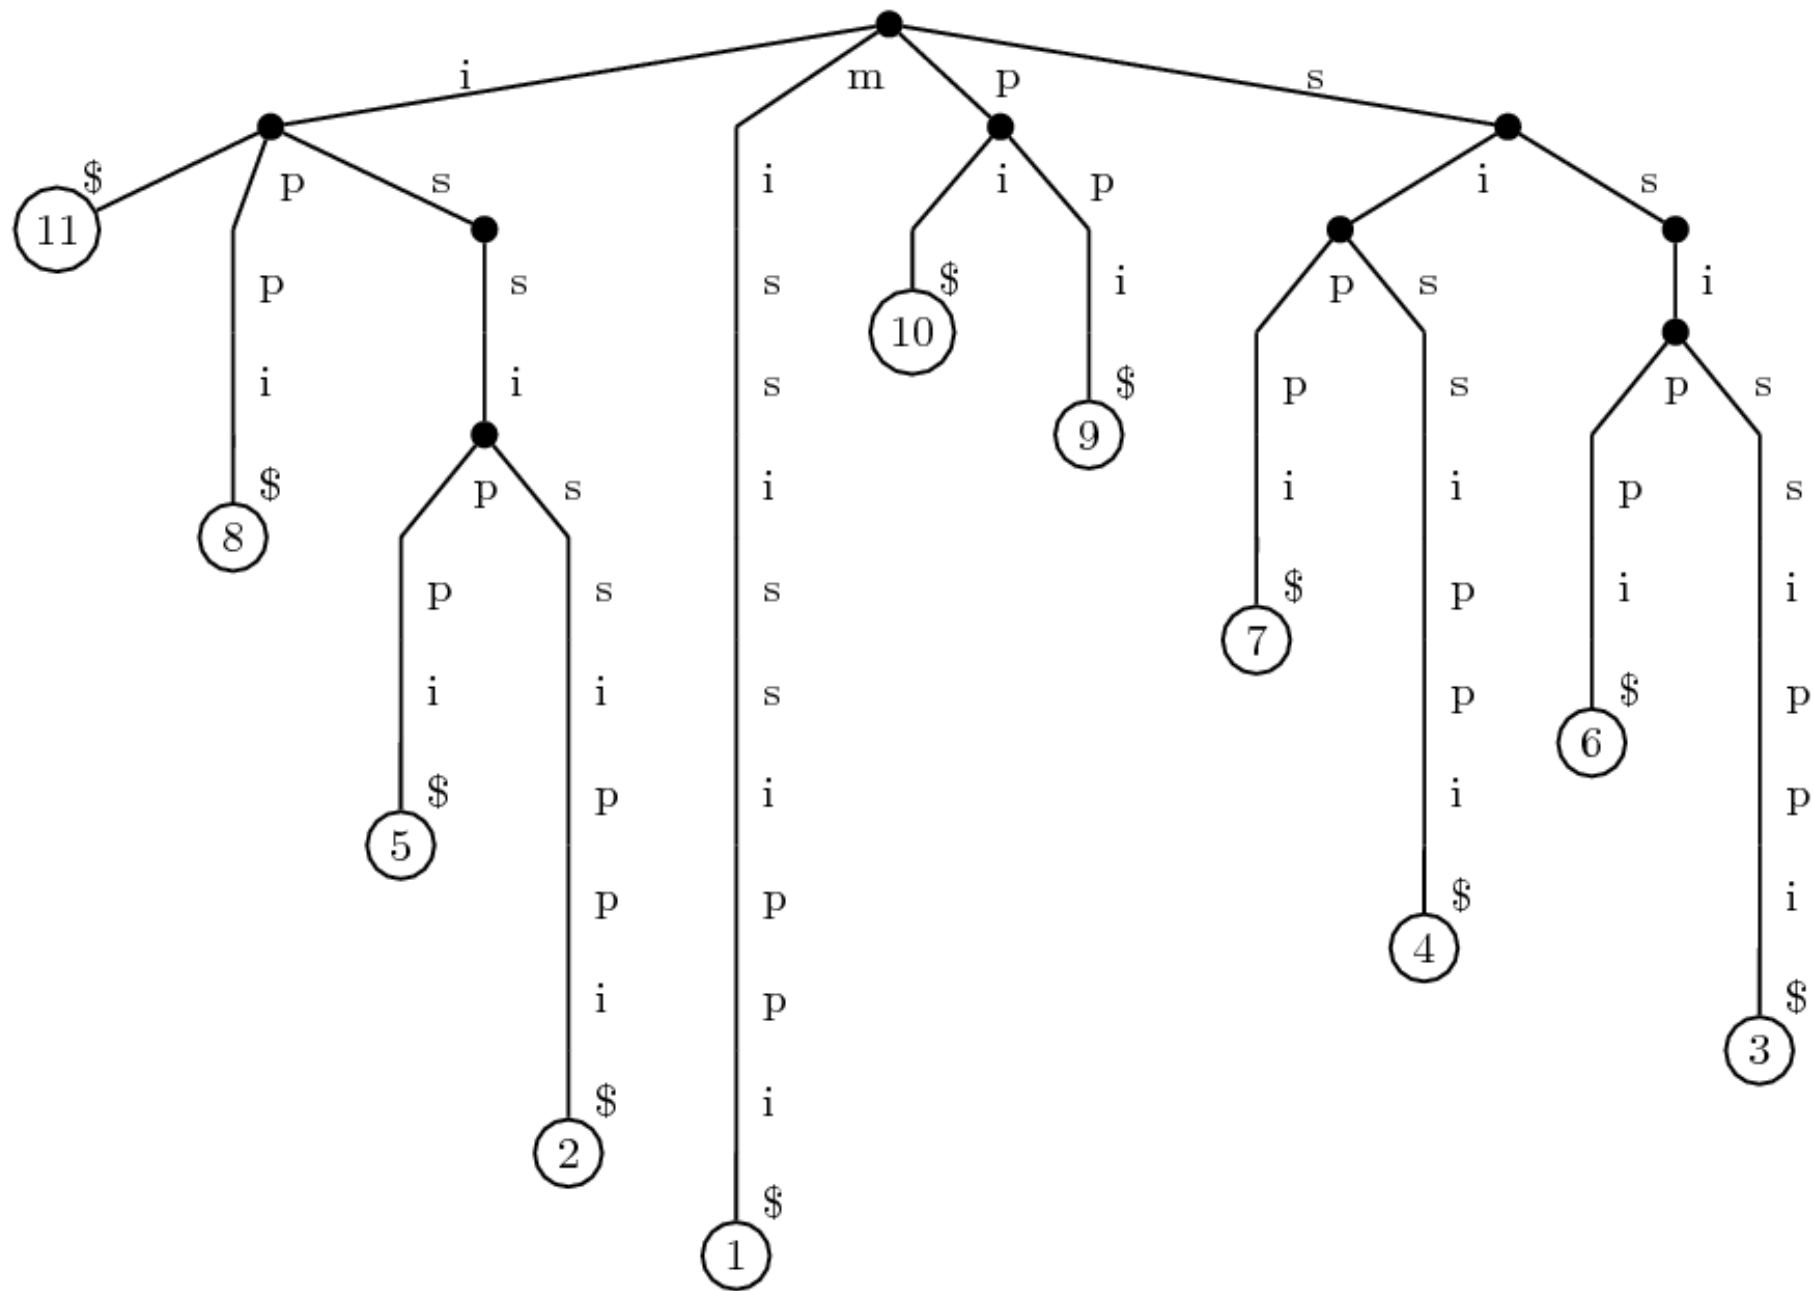 i m p s
$ p s i i p i s
11
p s s $ i p s i
10
i i s p $ p i p s
9
8 $ p s i i $ p s
p s s p i i p i s
7 $ p i i
i i s p $ p
6
5 $ p i i p
p p $ i
4
i p $
3
2 $ i
$
1